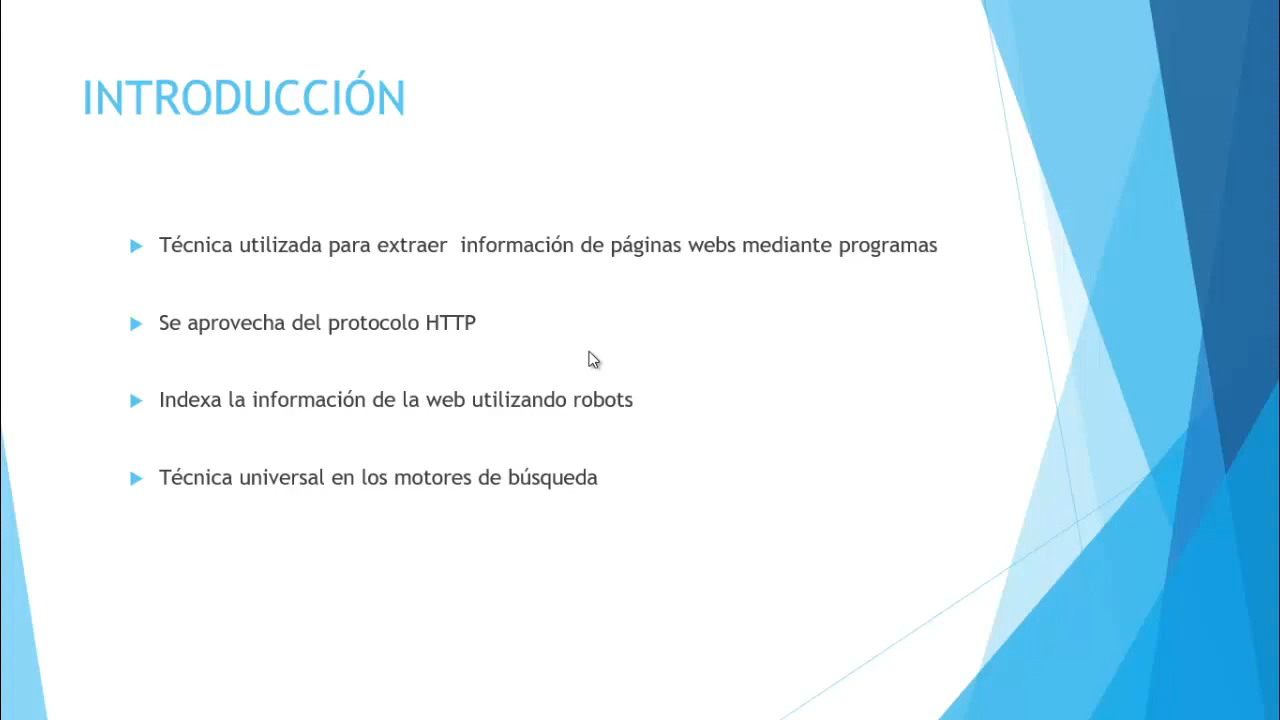 INTRODUCCIÓN
Técnica utilizada para extraer información de páginas webs mediante programas
Se aprovecha del protocolo HTTP
Indexa la información de la web utilizando robots
Técnica universal en los motores de búsqueda